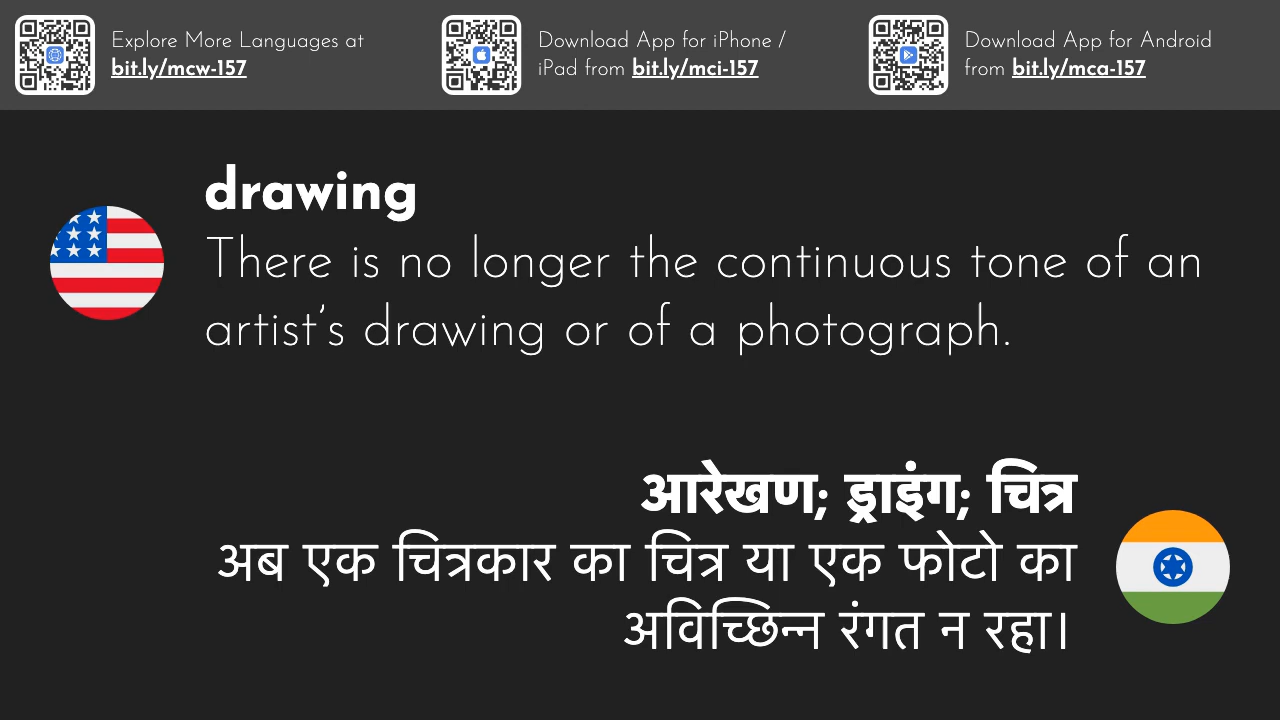 Explore More Languages at
bit.ly/mcw-157
Download App for iPhone /
iPad from bit.ly/mci-157
Download App for Android
from bit.ly/mca-157
drawing
There is no longer the continuous tone of an
artist’s drawing or of a photograph.
आरेखण; ड्राइंग; चित्र
अब एक चित्रकार का चित्र या एक फोटो का
अविच्छिन्न रंगत न रहा।